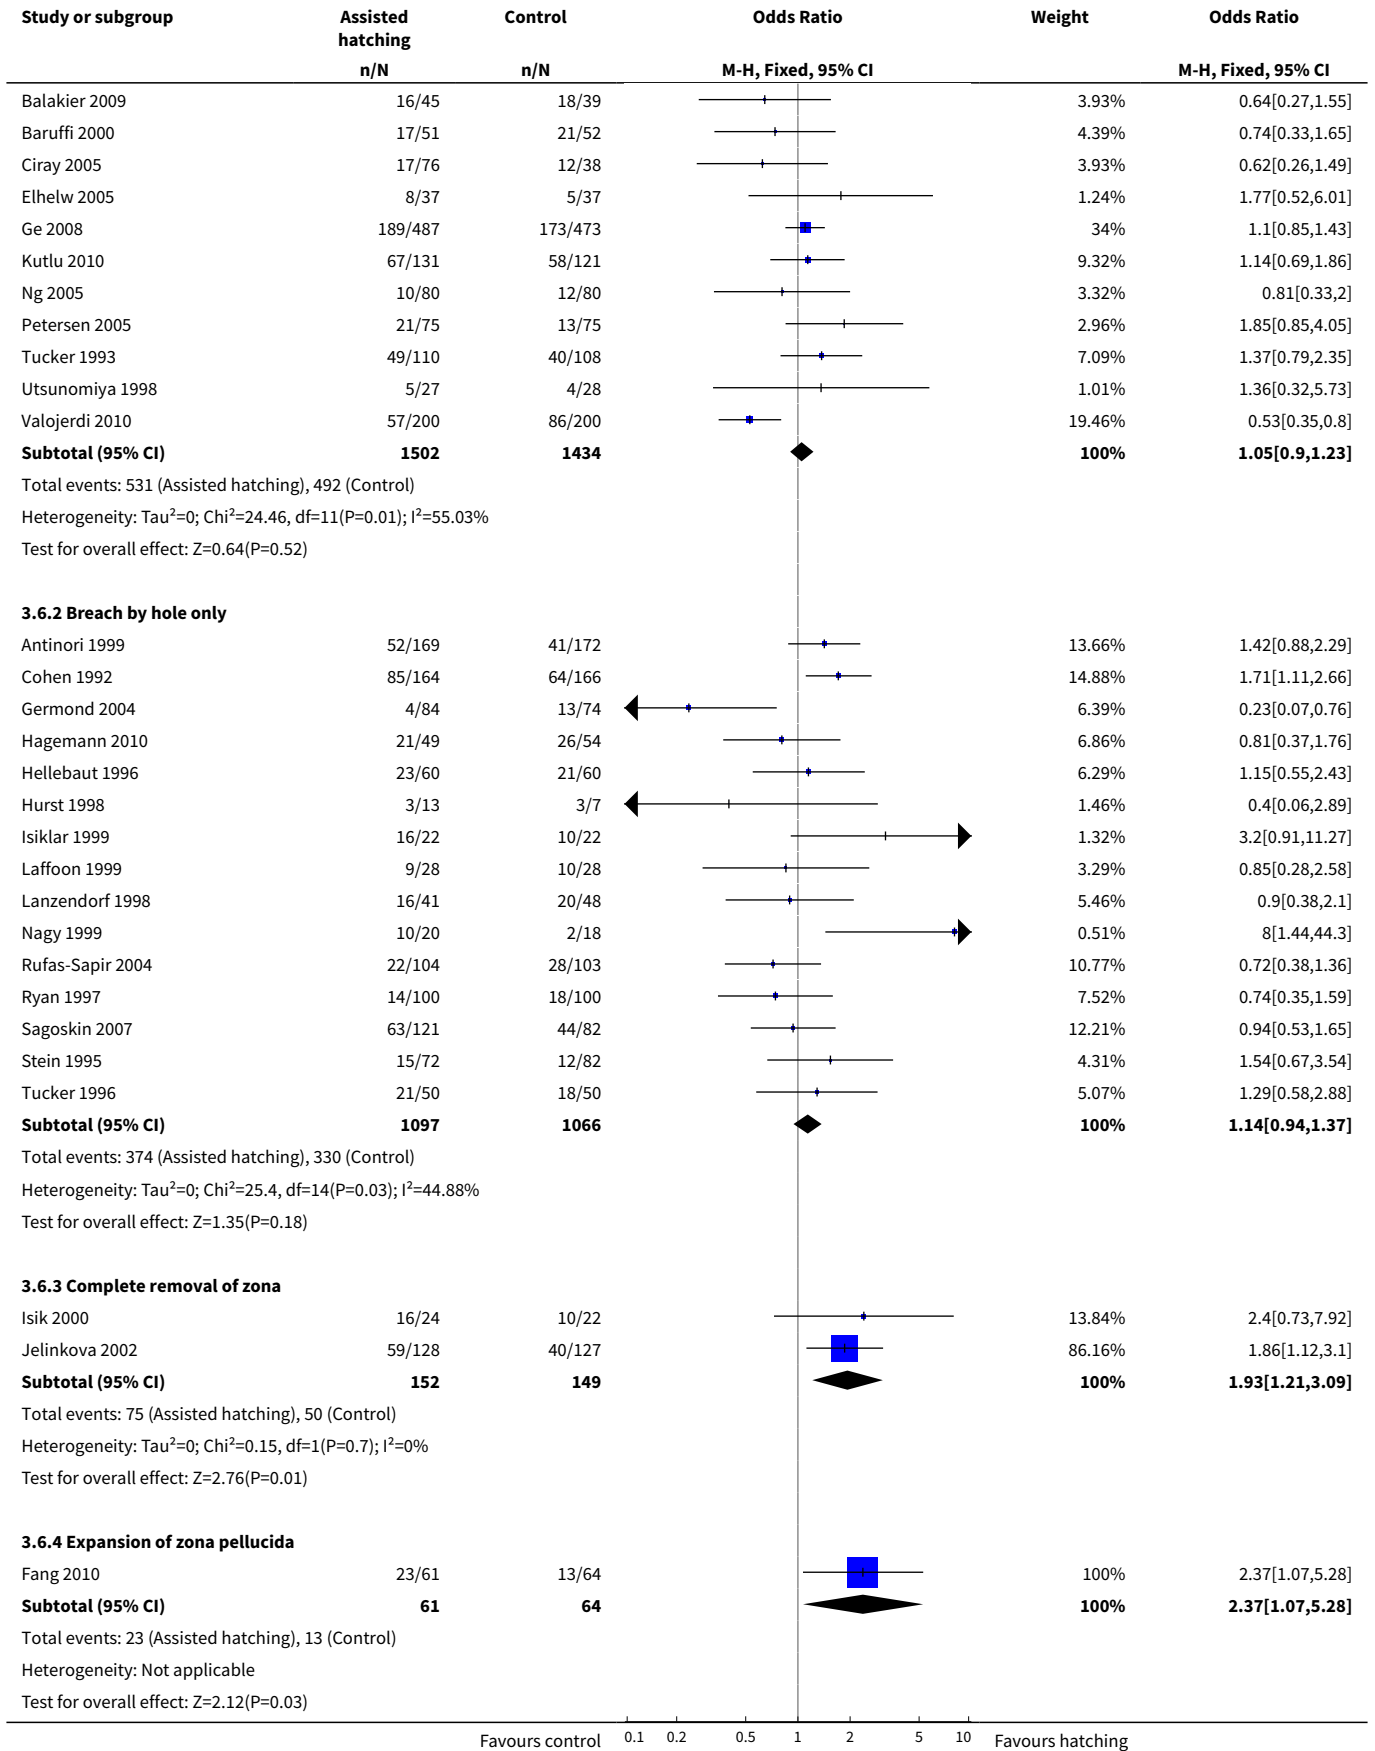 Study or subgroup Assisted hatching Control Odds Ratio Weight Odds Ratio
n/N n/N M-H, Fixed, 95% CI M-H, Fixed, 95% CI
Balakier 2009 16/45 18/39 3.93% 0.64[0.27,1.55]
Baruffi 2000 17/51 21/52 4.39% 0.74[0.33,1.65]
Ciray 2005 17/76 12/38 3.93% 0.62[0.26,1.49]
Elhelw 2005 8/37 5/37 1.24% 1.77[0.52,6.01]
Ge 2008 189/487 173/473 34% 1.1[0.85,1.43]
Kutlu 2010 67/131 58/121 9.32% 1.14[0.69,1.86]
Ng 2005 10/80 12/80 3.32% 0.81[0.33,2]
Petersen 2005 21/75 13/75 2.96% 1.85[0.85,4.05]
Tucker 1993 49/110 40/108 7.09% 1.37[0.79,2.35]
Utsunomiya 1998 5/27 4/28 1.01% 1.36[0.32,5.73]
Valojerdi 2010 57/200 86/200 19.46% 0.53[0.35,0.8]
Subtotal (95% CI) 1502 1434 100% 1.05[0.9,1.23]
Total events: 531 (Assisted hatching), 492 (Control)
Heterogeneity: Tau²=0; Chi²=24.46, df=11(P=0.01); I²=55.03%
Test for overall effect: Z=0.64(P=0.52)
3.6.2 Breach by hole only
Antinori 1999 52/169 41/172 13.66% 1.42[0.88,2.29]
Cohen 1992 85/164 64/166 14.88% 1.71[1.11,2.66]
Germond 2004 4/84 13/74 6.39% 0.23[0.07,0.76]
Hagemann 2010 21/49 26/54 6.86% 0.81[0.37,1.76]
Hellebaut 1996 23/60 21/60 6.29% 1.15[0.55,2.43]
Hurst 1998 3/13 3/7 1.46% 0.4[0.06,2.89]
Isiklar 1999 16/22 10/22 1.32% 3.2[0.91,11.27]
Laffoon 1999 9/28 10/28 3.29% 0.85[0.28,2.58]
Lanzendorf 1998 16/41 20/48 5.46% 0.9[0.38,2.1]
Nagy 1999 10/20 2/18 0.51% 8[1.44,44.3]
Rufas-Sapir 2004 22/104 28/103 10.77% 0.72[0.38,1.36]
Ryan 1997 14/100 18/100 7.52% 0.74[0.35,1.59]
Sagoskin 2007 63/121 44/82 12.21% 0.94[0.53,1.65]
Stein 1995 15/72 12/82 4.31% 1.54[0.67,3.54]
Tucker 1996 21/50 18/50 5.07% 1.29[0.58,2.88]
Subtotal (95% CI) 1097 1066 100% 1.14[0.94,1.37]
Total events: 374 (Assisted hatching), 330 (Control)
Heterogeneity: Tau²=0; Chi²=25.4, df=14(P=0.03); I²=44.88%
Test for overall effect: Z=1.35(P=0.18)
3.6.3 Complete removal of zona
Isik 2000 16/24 10/22 13.84% 2.4[0.73,7.92]
Jelinkova 2002 59/128 40/127 86.16% 1.86[1.12,3.1]
Subtotal (95% CI) 152 149 100% 1.93[1.21,3.09]
Total events: 75 (Assisted hatching), 50 (Control)
Heterogeneity: Tau²=0; Chi²=0.15, df=1(P=0.7); I²=0%
Test for overall effect: Z=2.76(P=0.01)
3.6.4 Expansion of zona pellucida
Fang 2010 23/61 13/64 100% 2.37[1.07,5.28]
Subtotal (95% CI) 61 64 100% 2.37[1.07,5.28]
Total events: 23 (Assisted hatching), 13 (Control)
Heterogeneity: Not applicable
Test for overall effect: Z=2.12(P=0.03)
Favours control 0.1 0.2 0.5 1 2 5 10 Favours hatching